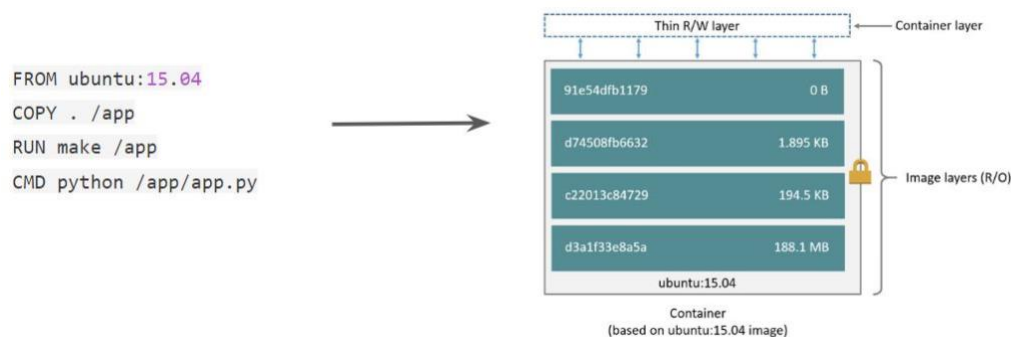 FROM ubuntu:15.04
COPY . /app
RUN make /app
CMD python /app/app.py
Thin R/W layer
Container layer
91e54dfb1179 0 B
d74508fb6632 1.895 KB
c22013c84729 194.5 KB
d3a1f33e8a5a 188.1 MB
Image layers (R/O)
ubuntu:15.04
Container
(based on ubuntu:15.04 image)